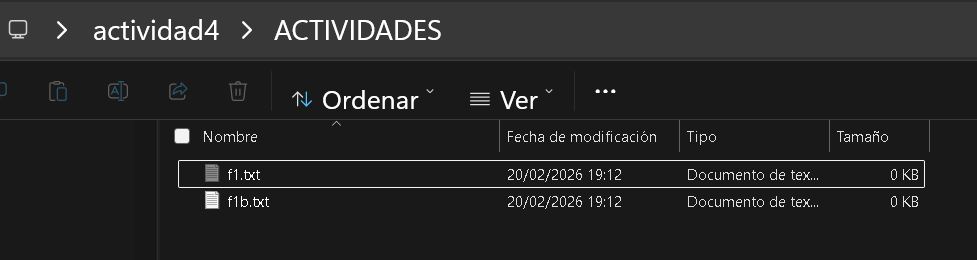 actividad4 > ACTIVIDADES
Ordenar Ver ...
Nombre Fecha de modificación Tipo Tamaño
f1.txt 20/02/2026 19:12 Documento de tex... 0 KB
f1b.txt 20/02/2026 19:12 Documento de tex... 0 KB